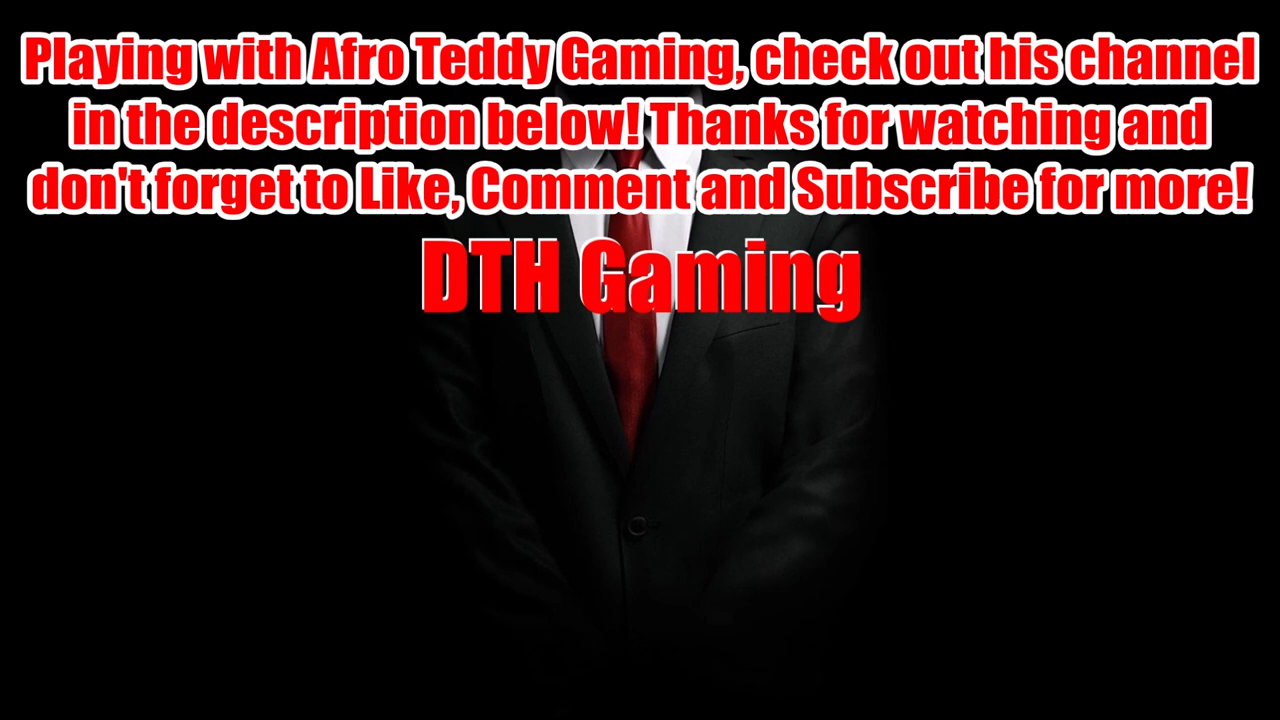 Playing with Afro Teddy Gaming, check out his channel
in the description below! Thanks for watching and
don't forget to Like, Comment and Subscribe for more!
DTH Gaming